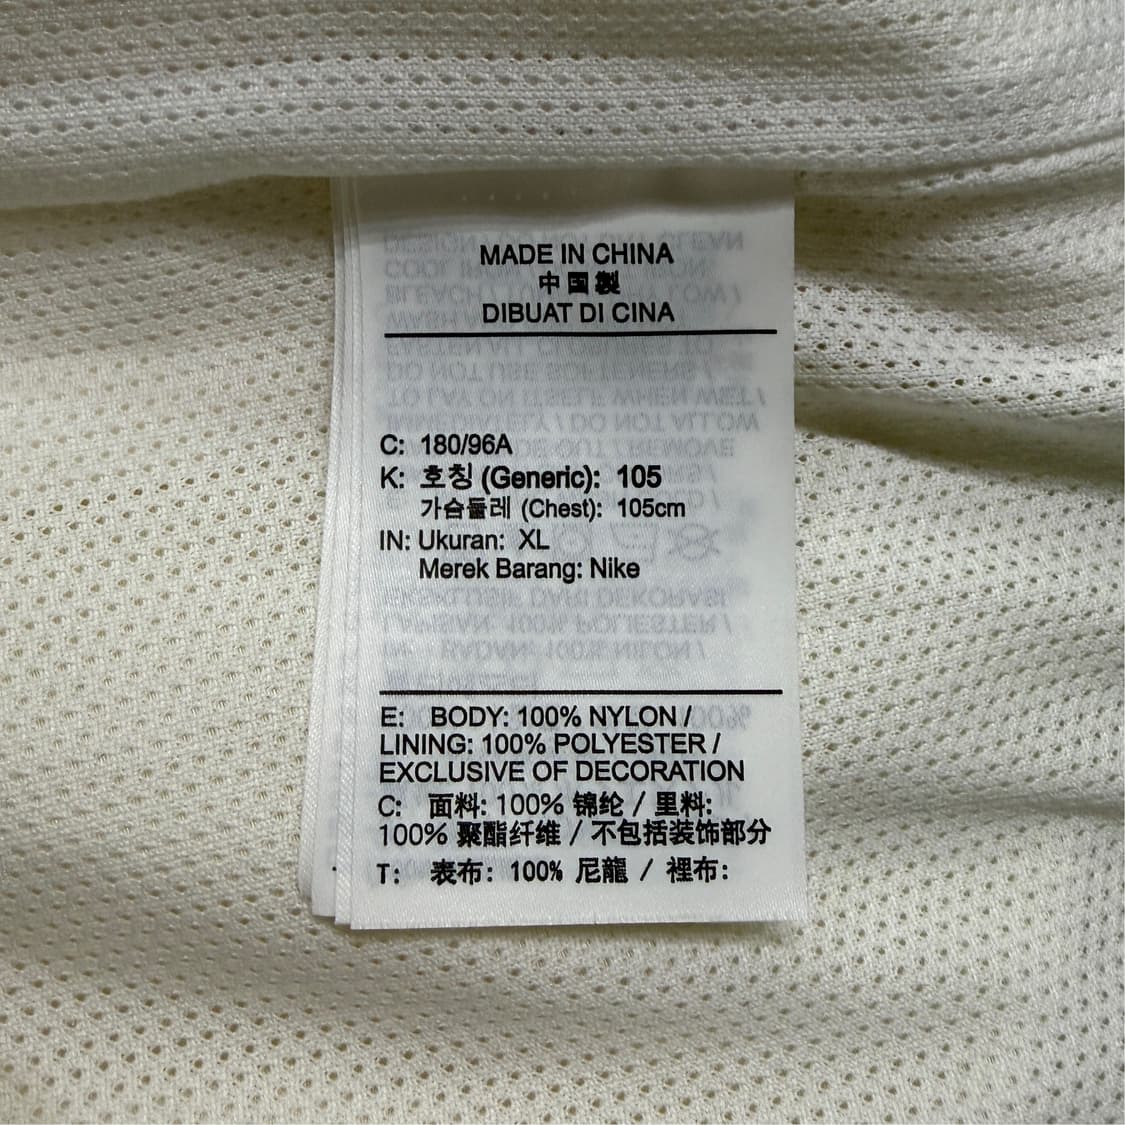 MADE IN CHINA
中国製
DIBUAT DI CINA
C: 180/96A
K: 호칭 (Generic): 105
가슴둘레 (Chest): 105cm
IN: Ukuran: XL
Merek Barang: Nike
E: BODY: 100% NYLON /
LINING: 100% POLYESTER /
EXCLUSIVE OF DECORATION
C: 面料: 100% 锦纶 / 里料:
100% 聚酯纤维 / 不包括装饰部分
T: 表布: 100% 尼龍 / 裡布: